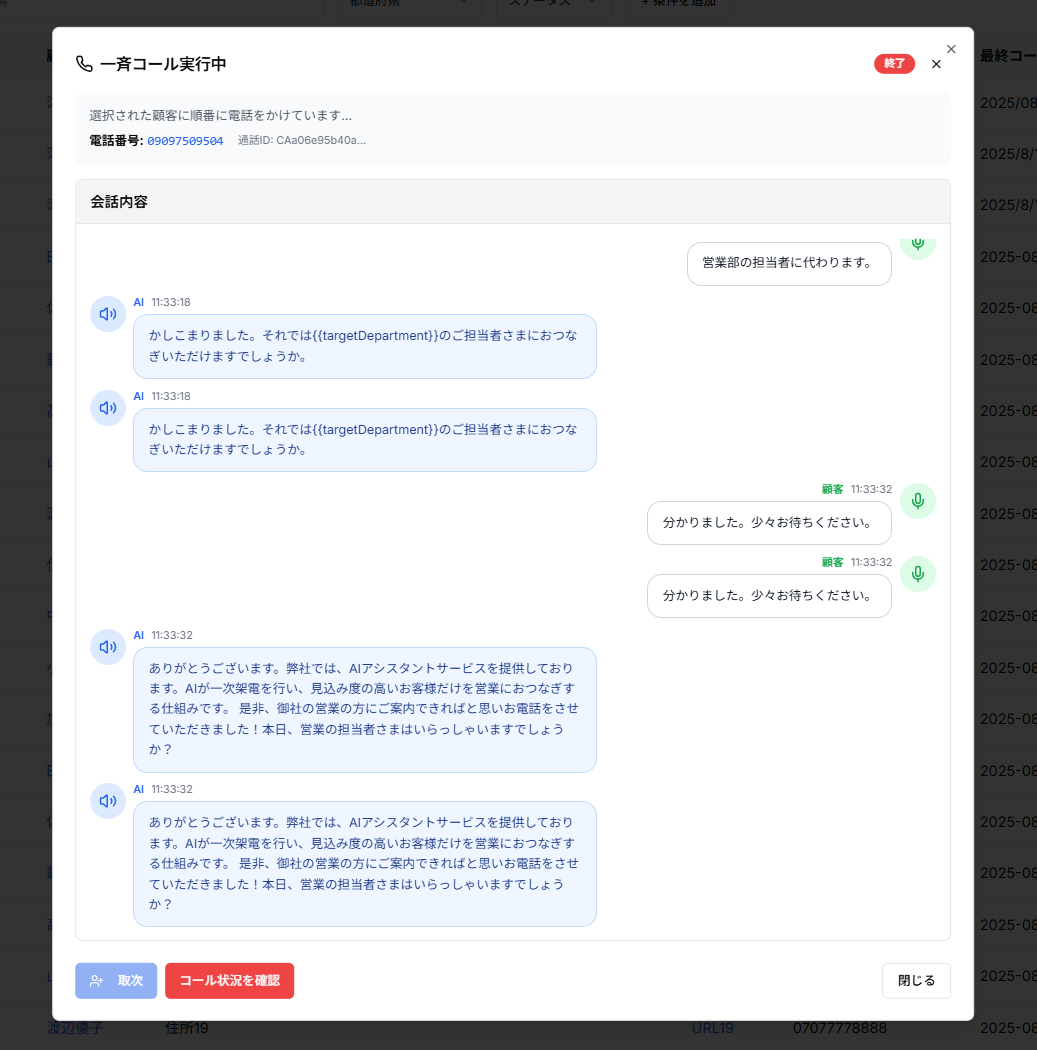 都道府県
ステータス
+ 条件を追加
一斉コール実行中
終了
最終コー
選択された顧客に順番に電話をかけています...
2025/08
電話番号: 09097509504 通話ID: CAa06e95b40a...
2025/8/1
会話内容
2025/8/1
営業部の担当者に代わります。
2025-08
AI 11:33:18
2025-08
かしこまりました。それでは{{targetDepartment}}のご担当者さまにおつな
ぎいただけますでしょうか。
2025-08
AI 11:33:18
2025-08
かしこまりました。それでは{{targetDepartment}}のご担当者さまにおつな
ぎいただけますでしょうか。
2025-08
顧客 11:33:32
2025-08
分かりました。少々お待ちください。
顧客 11:33:32
2025-08
分かりました。少々お待ちください。
2025-08
AI 11:33:32
ありがとうございます。弊社では、AIアシスタントサービスを提供しており
2025-08
ます。AIが一次架電を行い、見込み度の高いお客様だけを営業におつなぎす
る仕組みです。 是非、御社の営業の方にご案内できればと思いお電話をさせ
2025-08
ていただきました！本日、営業の担当者さまはいらっしゃいますでしょう
か？
2025-08
AI 11:33:32
ありがとうございます。弊社では、AIアシスタントサービスを提供しており
2025-08
ます。AIが一次架電を行い、見込み度の高いお客様だけを営業におつなぎす
る仕組みです。 是非、御社の営業の方にご案内できればと思いお電話をさせ
2025-08
ていただきました！本日、営業の担当者さまはいらっしゃいますでしょう
か？
2025-08
取次
コール状況を確認
閉じる
2025-08
渡辺優子 住所19 URL19 07077778888 2025-08